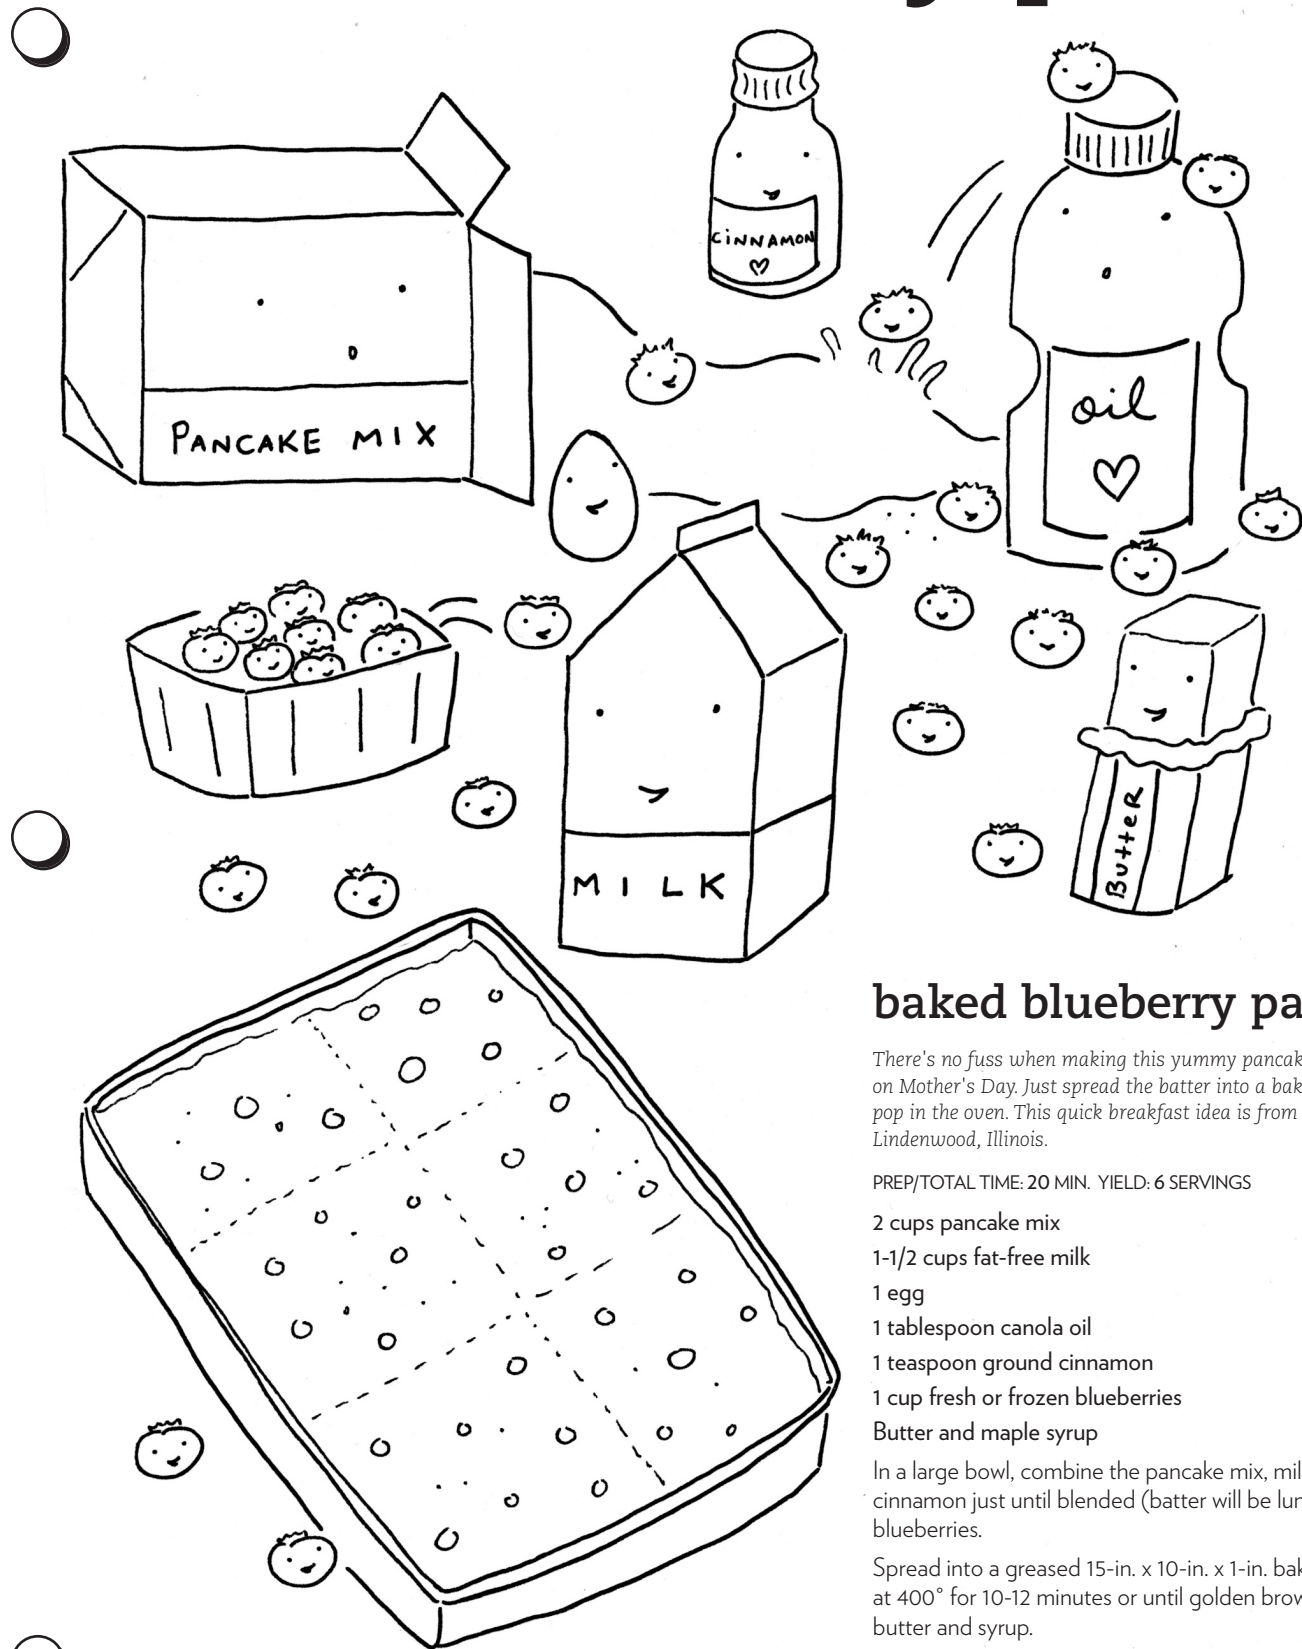 CINNAMON
oil
PANCAKE MIX
MILK
Butter
baked blueberry pa
There's no fuss when making this yummy pancak
on Mother's Day. Just spread the batter into a bak
pop in the oven. This quick breakfast idea is from
Lindenwood, Illinois.
PREP/TOTAL TIME: 20 MIN. YIELD: 6 SERVINGS
2 cups pancake mix
1-1/2 cups fat-free milk
1 egg
1 tablespoon canola oil
1 teaspoon ground cinnamon
1 cup fresh or frozen blueberries
Butter and maple syrup
In a large bowl, combine the pancake mix, mil
cinnamon just until blended (batter will be lum
blueberries.
Spread into a greased 15-in. x 10-in. x 1-in. bak
at 400° for 10-12 minutes or until golden brow
butter and syrup.